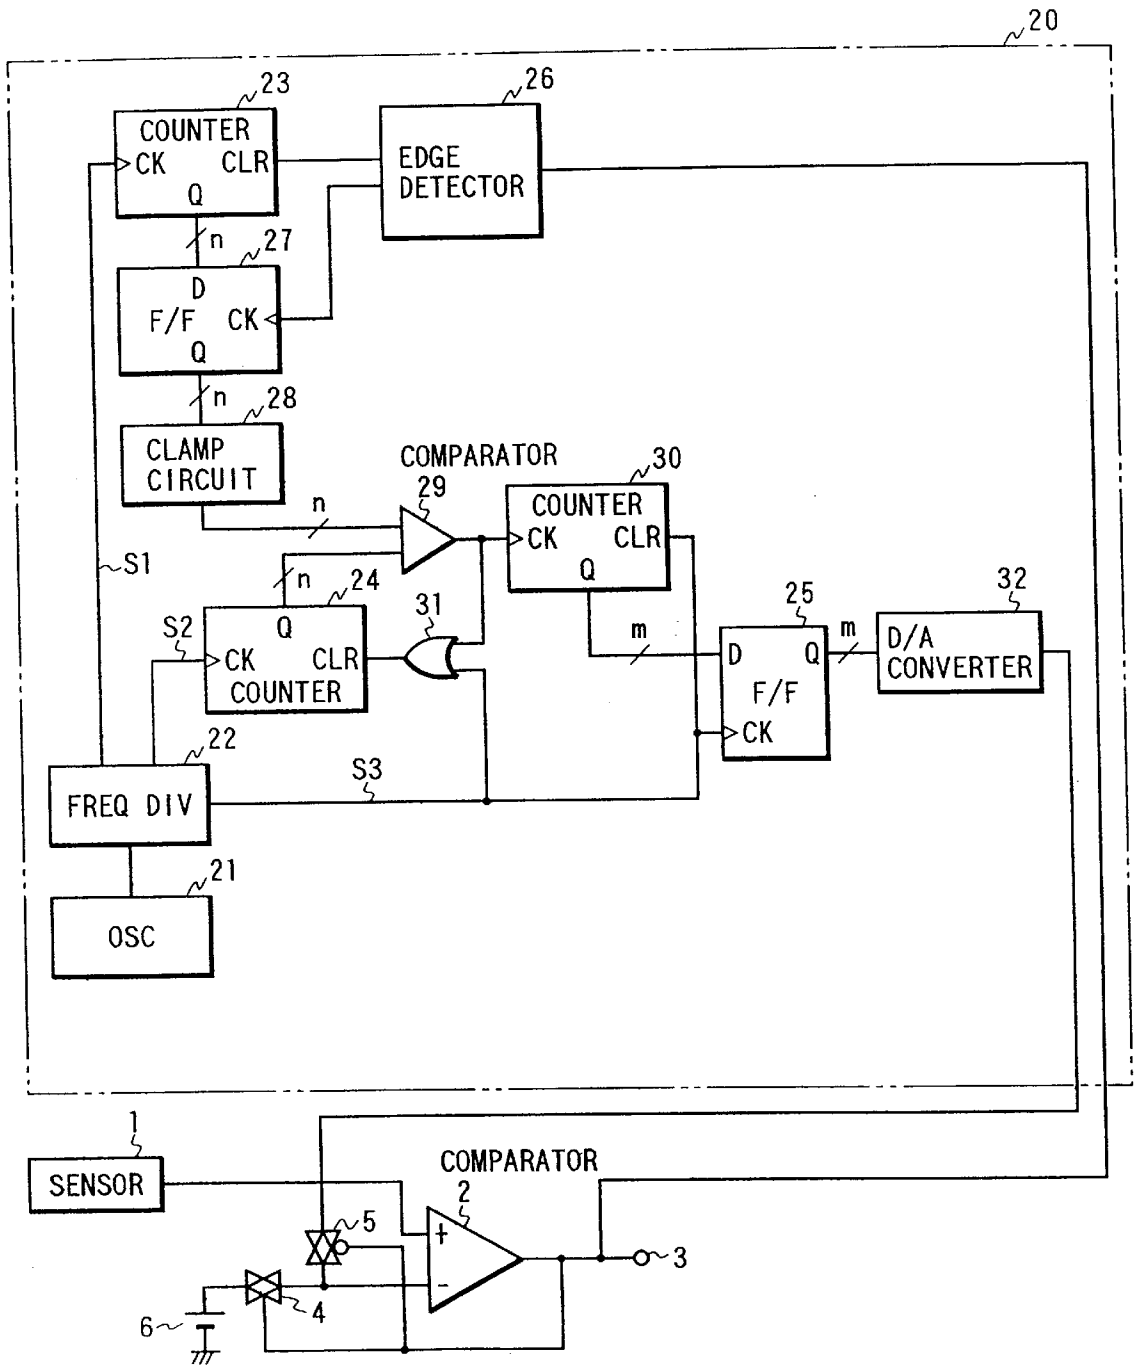 20
23
COUNTER
CK CLR
Q
26
EDGE
DETECTOR
n
27
D
F/F CK
Q
n
28
CLAMP
CIRCUIT
COMPARATOR
29
n
30
COUNTER
CK CLR
Q
S1
n
24
Q
CK CLR
COUNTER
S2
31
m
25
D Q
F/F
CK
m
32
D/A
CONVERTER
22
FREQ DIV
S3
21
OSC
1
SENSOR
COMPARATOR
2
+
-
5
3
4
6